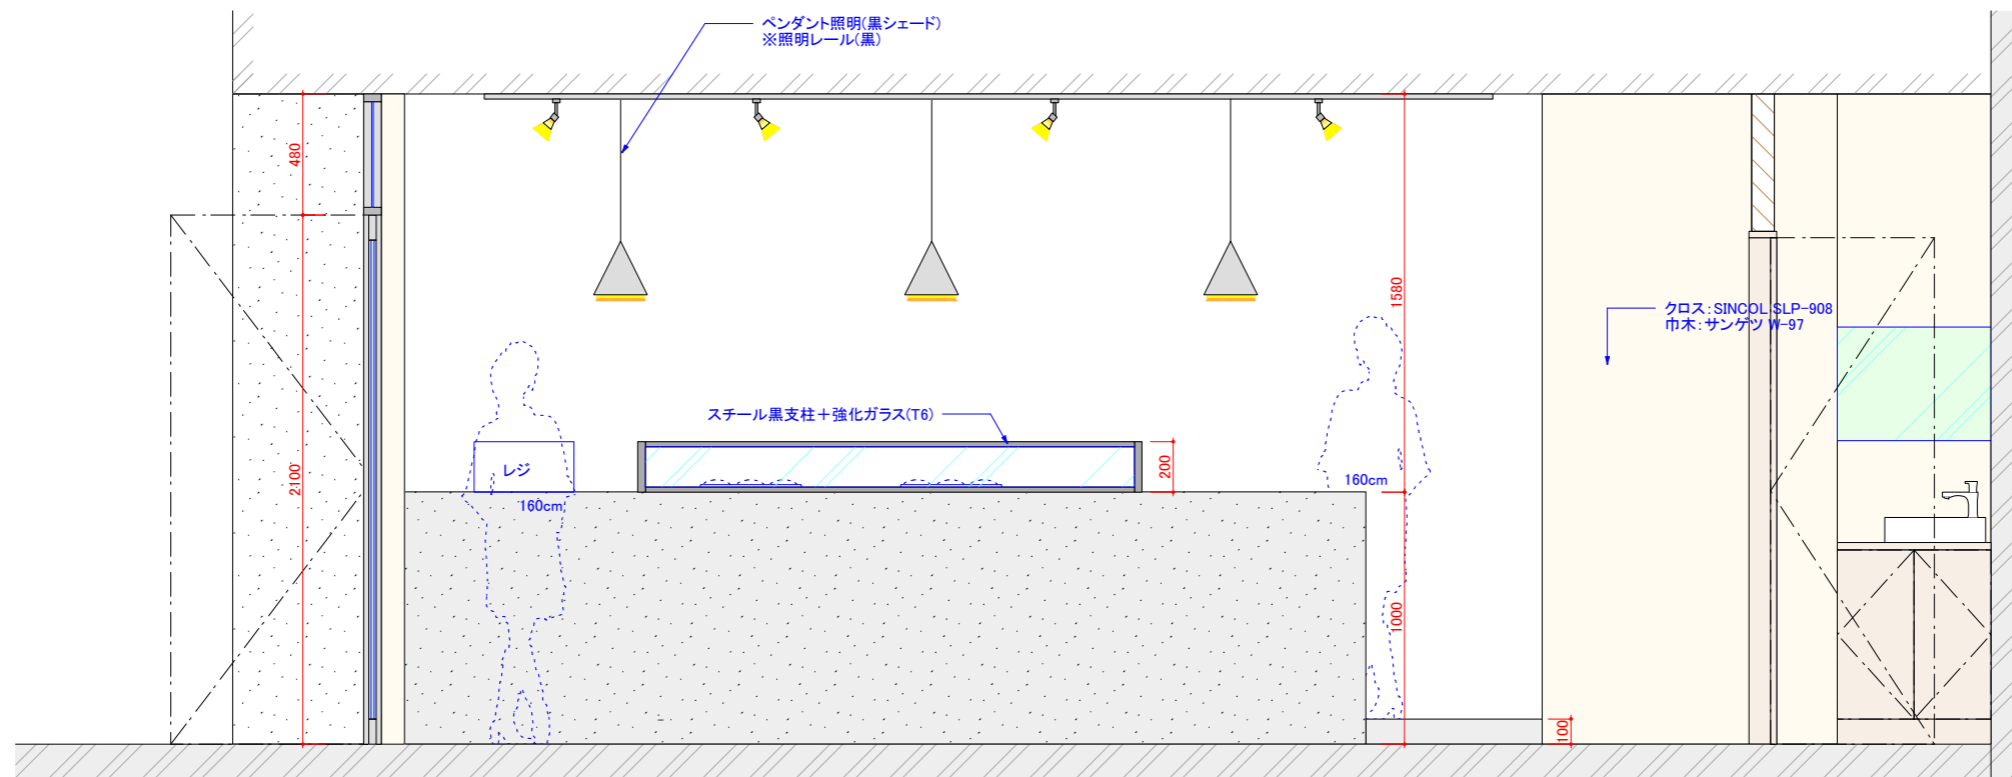 ペンダント照明(黒シェード)
※照明レール(黒)
480
1580
クロス:SINCOL SLP-908
巾木:サンゲツ W-97
スチール黒支柱＋強化ガラス(T6)
レジ
200
2100
160cm
160cm
1000
100